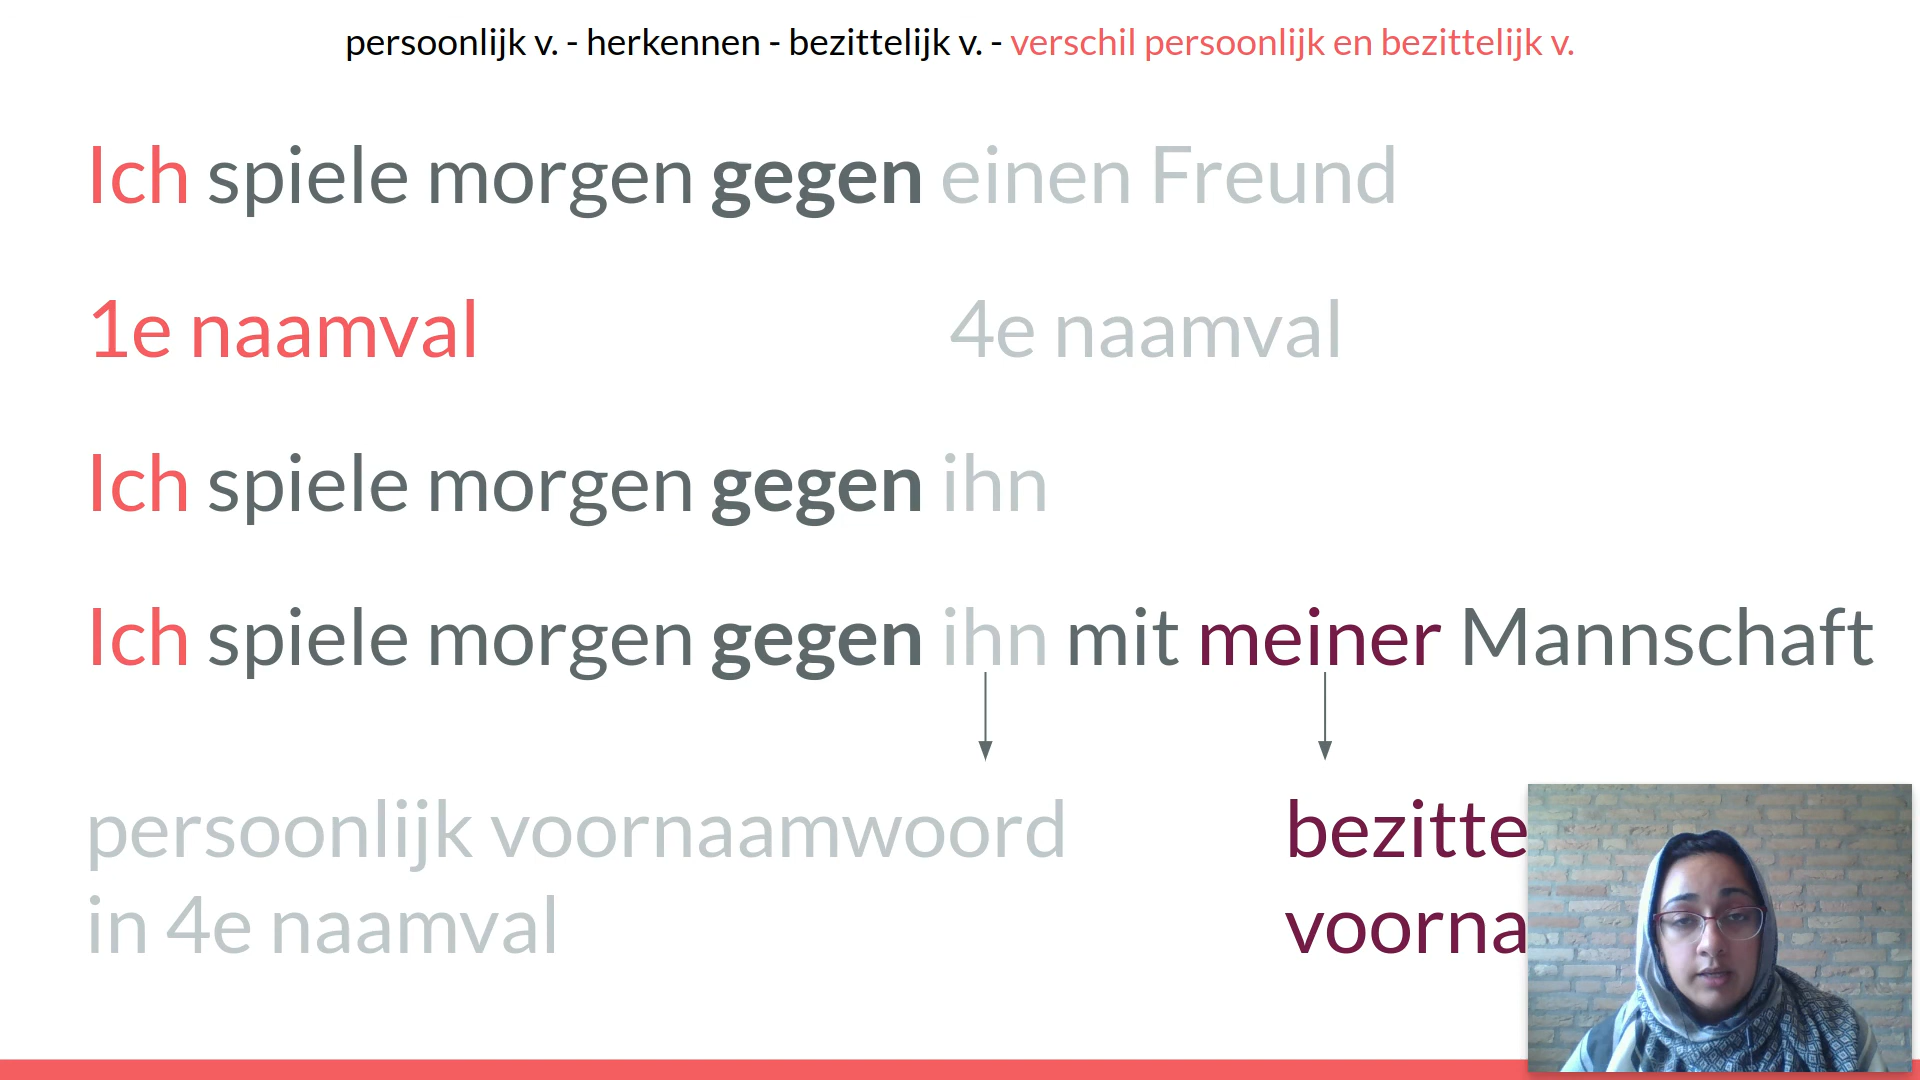 persoonlijk v. - herkennen - bezittelijk v. - verschil persoonlijk en bezittelijk v.
Ich spiele morgen gegen einen Freund
1e naamval 4e naamval
Ich spiele morgen gegen ihn
Ich spiele morgen gegen ihn mit meiner Mannschaft
persoonlijk voornaamwoord
in 4e naamval
bezitte
voorna